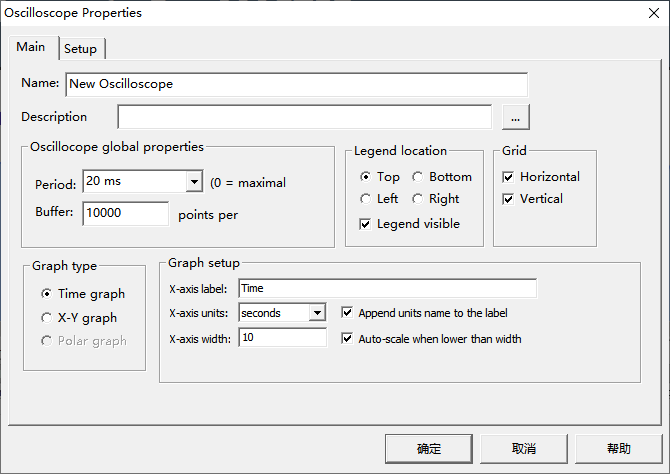 Oscilloscope Properties
Main Setup
Name: New Oscilloscope
Description ...
Oscillocope global properties
Period: 20 ms (0 = maximal
Buffer: 10000 points per
Legend location
Top Bottom
Left Right
Legend visible
Grid
Horizontal
Vertical
Graph type
Time graph
X-Y graph
Polar graph
Graph setup
X-axis label: Time
X-axis units: seconds Append units name to the label
X-axis width: 10 Auto-scale when lower than width
确定 取消 帮助